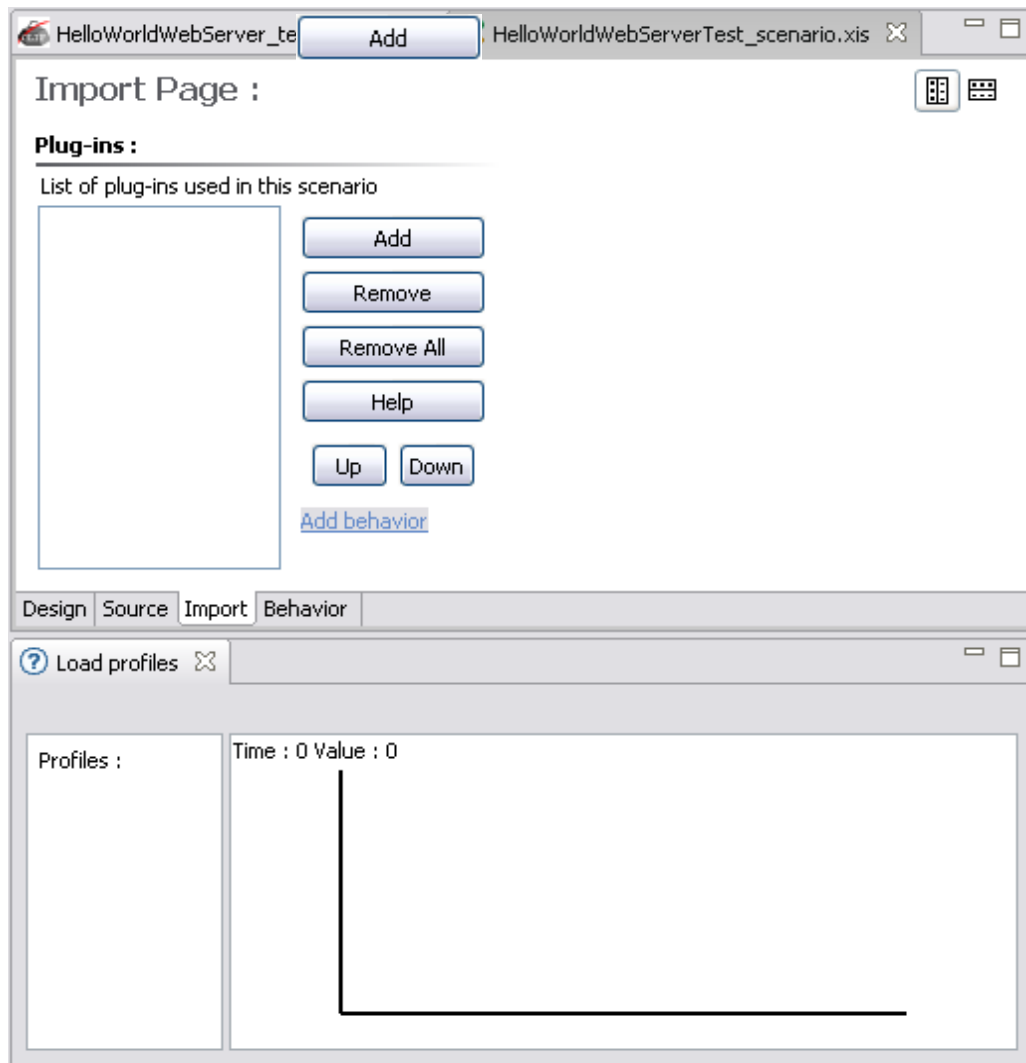 HelloWorldWebServer_te
Add
HelloWorldWebServerTest_scenario.xis
Import Page :
Plug-ins :
List of plug-ins used in this scenario
Add
Remove
Remove All
Help
Up Down
Add behavior
Design Source Import Behavior
Load profiles
Profiles :
Time : 0 Value : 0